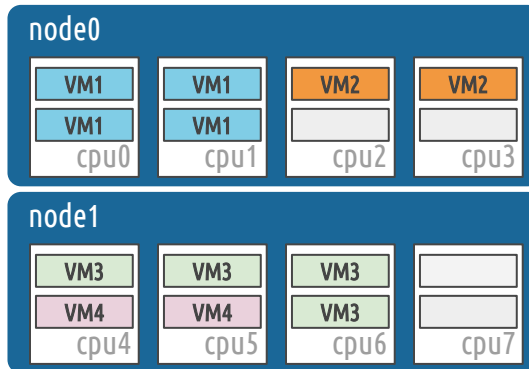 node0
VM1 VM1 VM2 VM2
VM1 VM1
cpu0 cpu1 cpu2 cpu3
node1
VM3 VM3 VM3
VM4 VM4 VM3
cpu4 cpu5 cpu6 cpu7